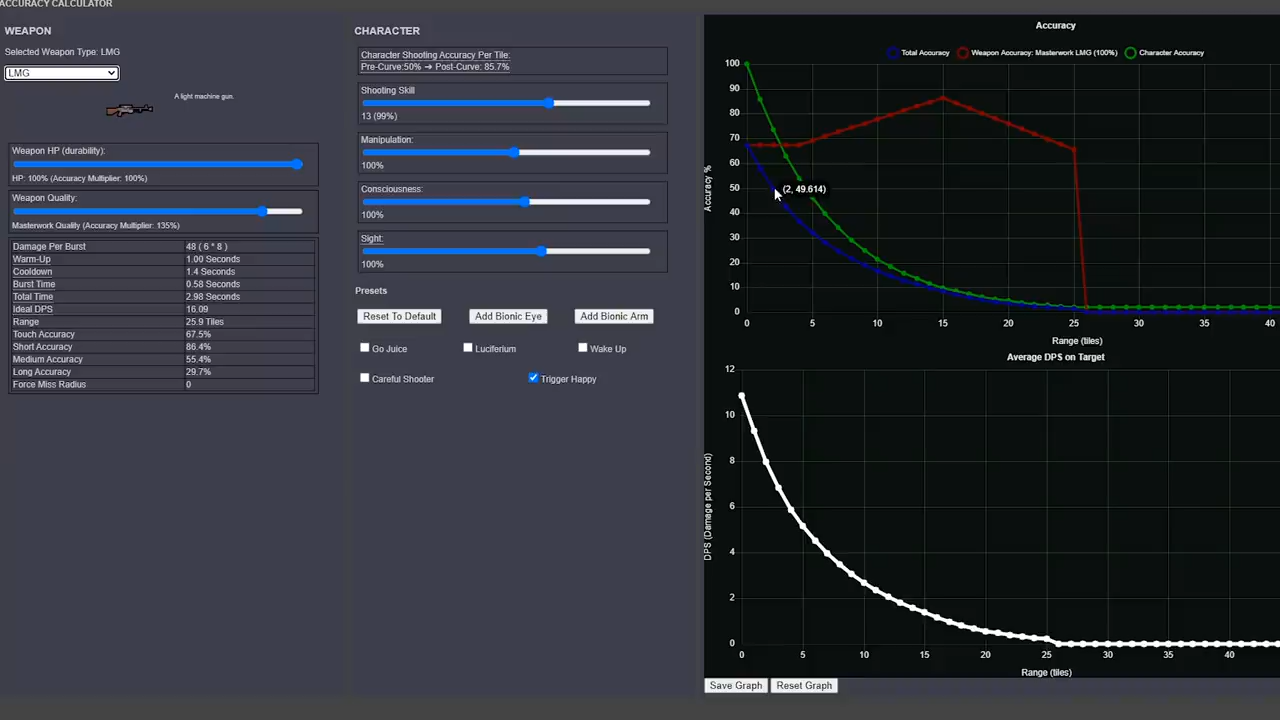 ACCURACY CALCULATOR
WEAPON
Selected Weapon Type: LMG
LMG
A light machine gun.
Weapon HP (durability):
HP: 100% (Accuracy Multiplier: 100%)
Weapon Quality:
Masterwork Quality (Accuracy Multiplier: 135%)
Damage Per Burst 48 ( 6 * 8 )
Warm-Up 1.00 Seconds
Cooldown 1.4 Seconds
Burst Time 0.58 Seconds
Total Time 2.98 Seconds
Ideal DPS 16.09
Range 25.9 Tiles
Touch Accuracy 67.5%
Short Accuracy 86.4%
Medium Accuracy 55.4%
Long Accuracy 29.7%
Force Miss Radius 0
CHARACTER
Character Shooting Accuracy Per Tile:
Pre-Curve:50% ➔ Post-Curve: 85.7%
Shooting Skill
13 (99%)
Manipulation:
100%
Consciousness:
100%
Sight:
100%
Presets
Reset To Default Add Bionic Eye Add Bionic Arm
Go Juice Luciferium Wake Up
Careful Shooter Trigger Happy
Accuracy
Total Accuracy Weapon Accuracy: Masterwork LMG (100%) Character Accuracy
Accuracy %
100
90
80
70
60
50
40
30
20
10
0
(2, 49.614)
0 5 10 15 20 25 30 35 40
Range (tiles)
Average DPS on Target
DPS (Damage per Second)
12
10
8
6
4
2
0
0 5 10 15 20 25 30 35 40
Range (tiles)
Save Graph Reset Graph